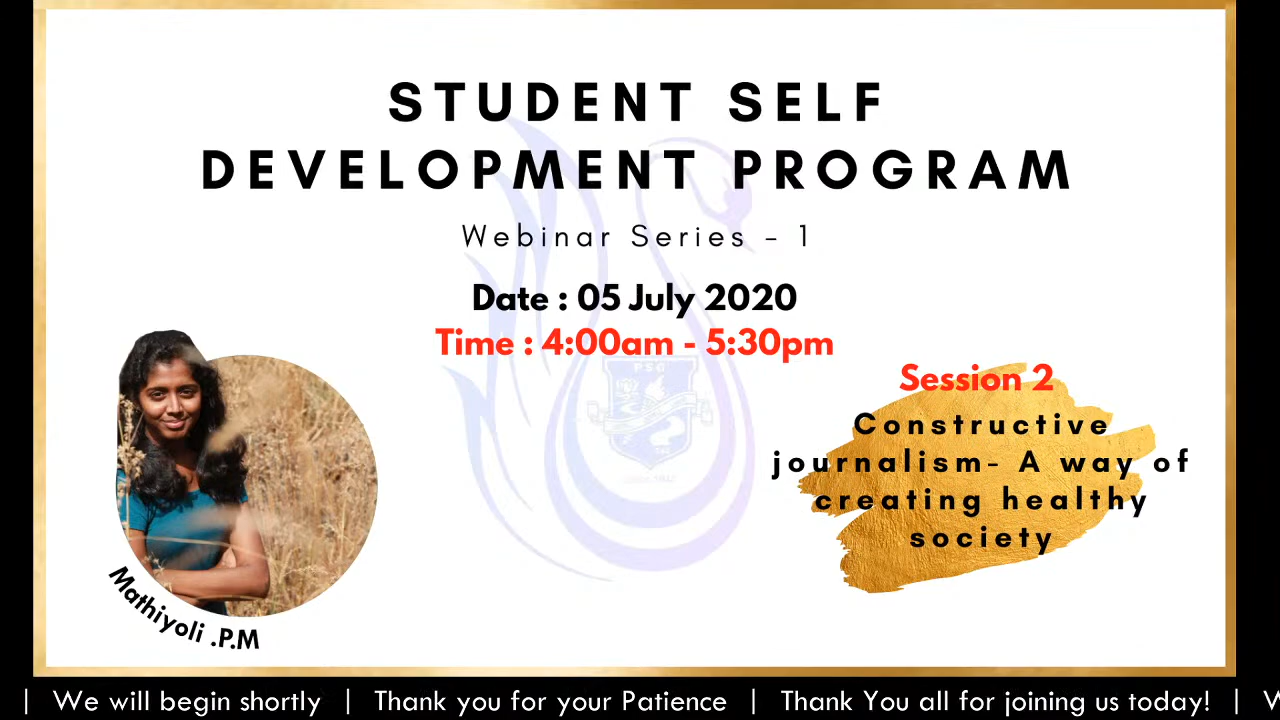 STUDENT SELF
DEVELOPMENT PROGRAM
Webinar Series - 1
Date : 05 July 2020
Time : 4:00am - 5:30pm
PSG
Session 2
Constructive
journalism- A way of
creating healthy
society
Mathiyoli .P.M
| We will begin shortly | Thank you for your Patience | Thank You all for joining us today! |